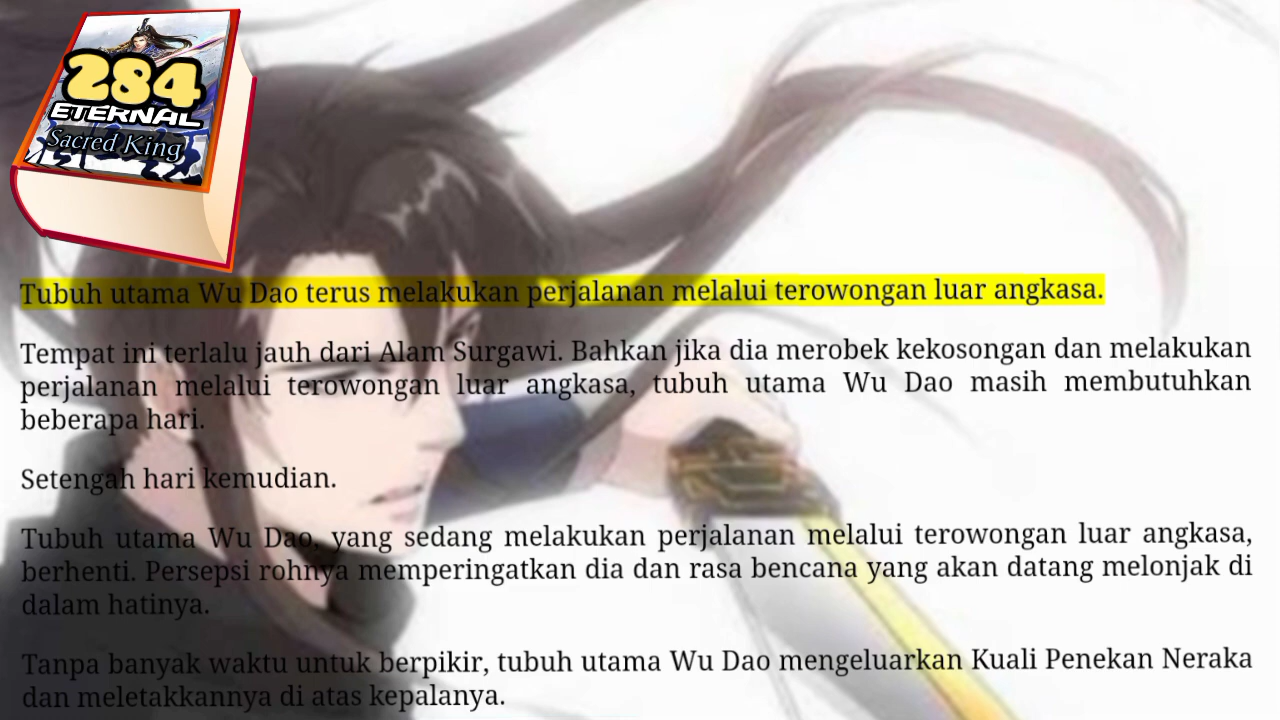 284
ETERNAL
Sacred King
Tubuh utama Wu Dao terus melakukan perjalanan melalui terowongan luar angkasa.
Tempat ini terlalu jauh dari Alam Surgawi. Bahkan jika dia merobek kekosongan dan melakukan
perjalanan melalui terowongan luar angkasa, tubuh utama Wu Dao masih membutuhkan
beberapa hari.
Setengah hari kemudian.
Tubuh utama Wu Dao, yang sedang melakukan perjalanan melalui terowongan luar angkasa,
berhenti. Persepsi rohnya memperingatkan dia dan rasa bencana yang akan datang melonjak di
dalam hatinya.
Tanpa banyak waktu untuk berpikir, tubuh utama Wu Dao mengeluarkan Kuali Penekan Neraka
dan meletakkannya di atas kepalanya.